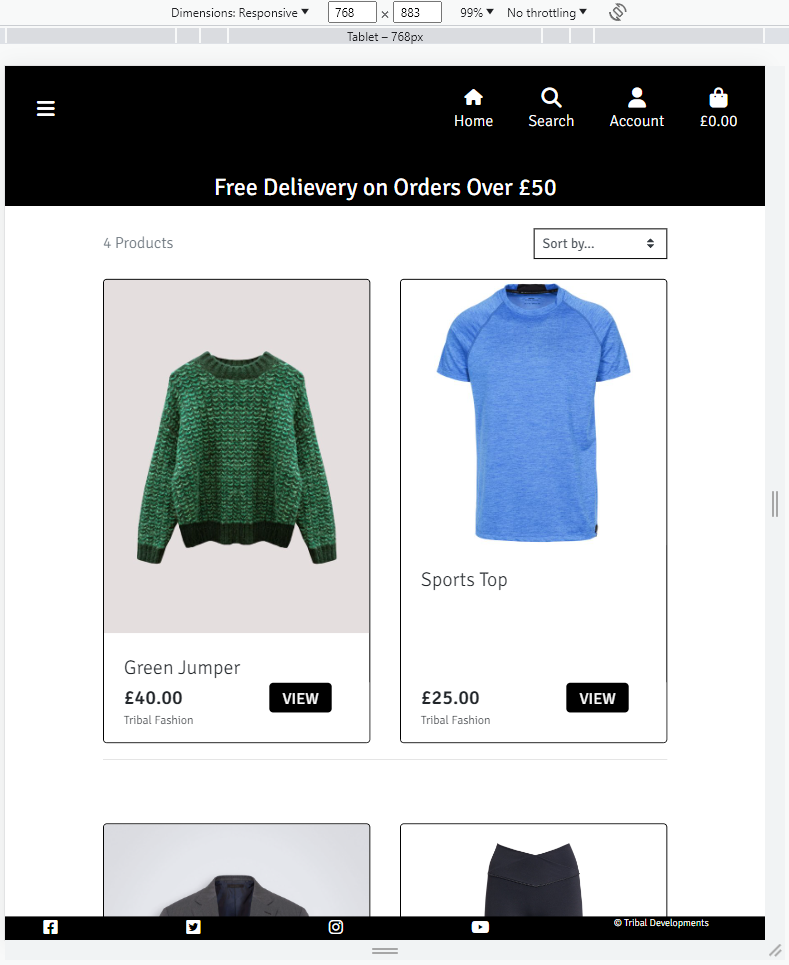 Dimensions: Responsive 768 x 883 99% No throttling
Tablet – 768px
Home Search Account £0.00
Free Delievery on Orders Over £50
4 Products Sort by...
Green Jumper
£40.00 VIEW
Tribal Fashion
Sports Top
£25.00 VIEW
Tribal Fashion
© Tribal Developments